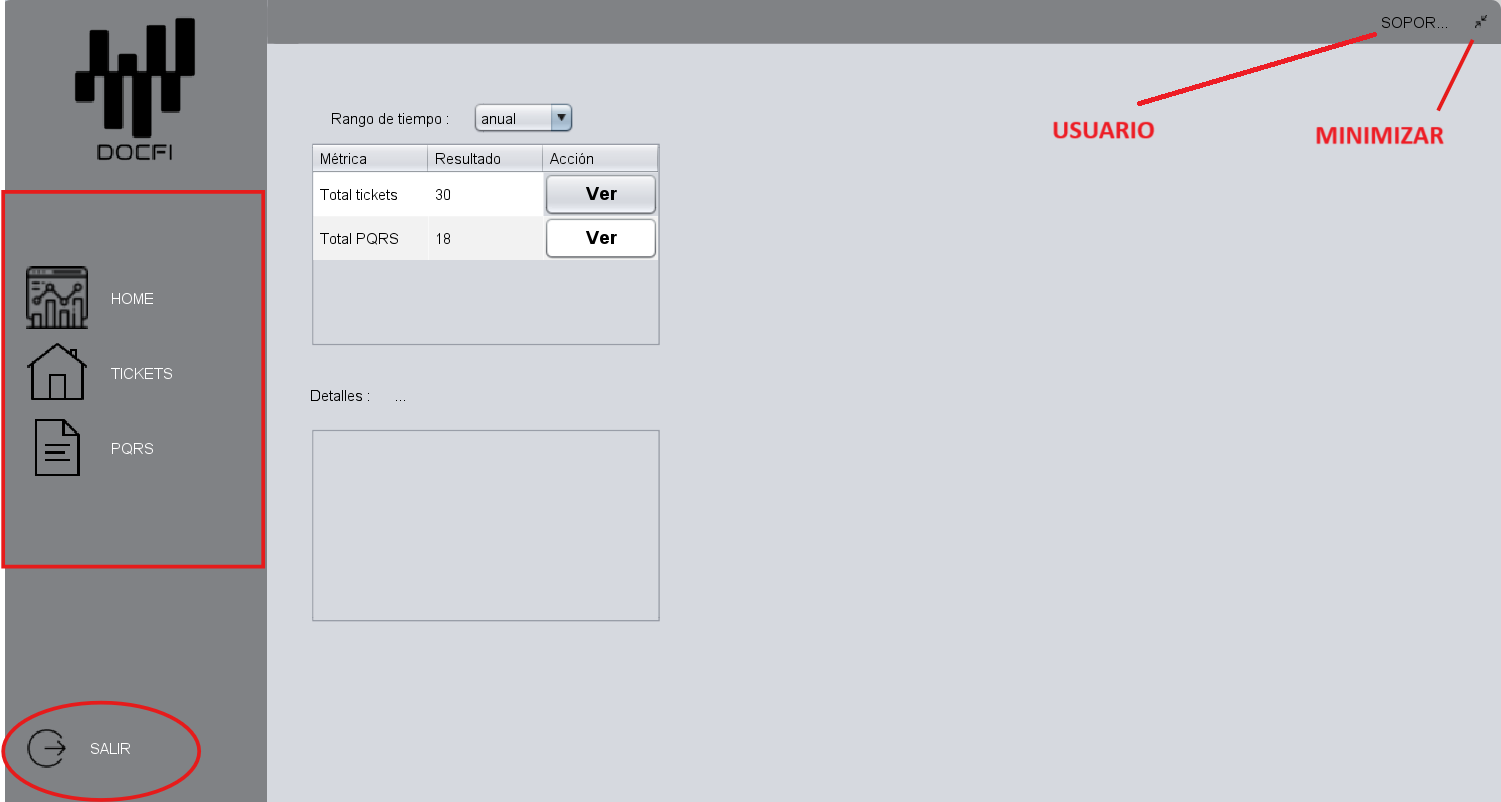 SOPOR...
DOCFI
USUARIO
MINIMIZAR
Rango de tiempo : anual
Métrica Resultado Acción
Total tickets 30 Ver
Total PQRS 18 Ver
HOME
TICKETS
PQRS
Detalles : ...
SALIR